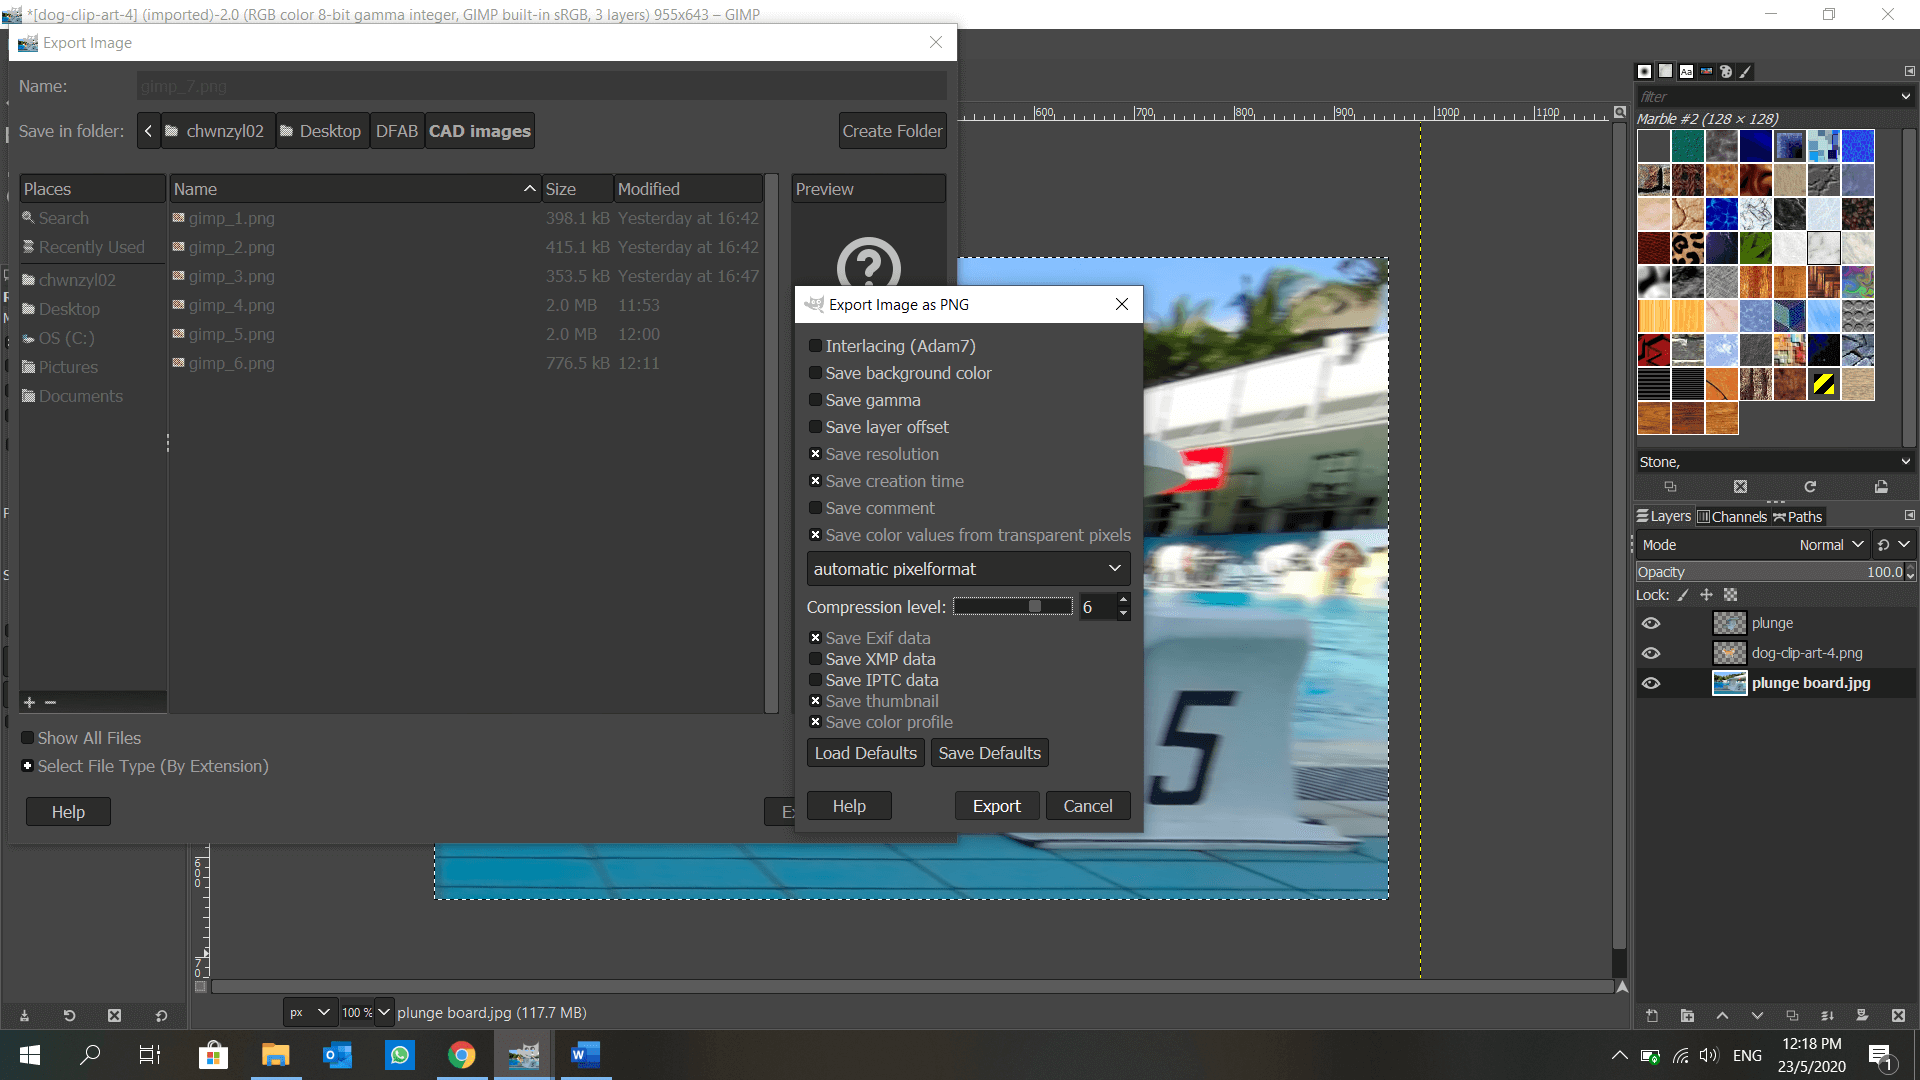 *[dog-clip-art-4] (imported)-2.0 (RGB color 8-bit gamma integer, GIMP built-in sRGB, 3 layers) 955x643 – GIMP
Export Image
Name: gimp_7.png
Save in folder: chwnzyl02 Desktop DFAB CAD images Create Folder
Places
Search
Recently Used
chwnzyl02
Desktop
OS (C:)
Pictures
Documents
Name Size Modified
gimp_1.png 398.1 kB Yesterday at 16:42
gimp_2.png 415.1 kB Yesterday at 16:42
gimp_3.png 353.5 kB Yesterday at 16:47
gimp_4.png 2.0 MB 11:53
gimp_5.png 2.0 MB 12:00
gimp_6.png 776.5 kB 12:11
Preview
Show All Files
Select File Type (By Extension)
Help
Export Image as PNG
Interlacing (Adam7)
Save background color
Save gamma
Save layer offset
Save resolution
Save creation time
Save comment
Save color values from transparent pixels
automatic pixelformat
Compression level: 6
Save Exif data
Save XMP data
Save IPTC data
Save thumbnail
Save color profile
Load Defaults Save Defaults
Help Export Cancel
600 700 800 900 1000 1100
5
600
px 100 % plunge board.jpg (117.7 MB)
Aa
filter
Marble #2 (128 × 128)
Stone,
Layers Channels Paths
Mode Normal
Opacity 100.0
Lock:
plunge
dog-clip-art-4.png
plunge board.jpg
ENG
12:18 PM
23/5/2020
1